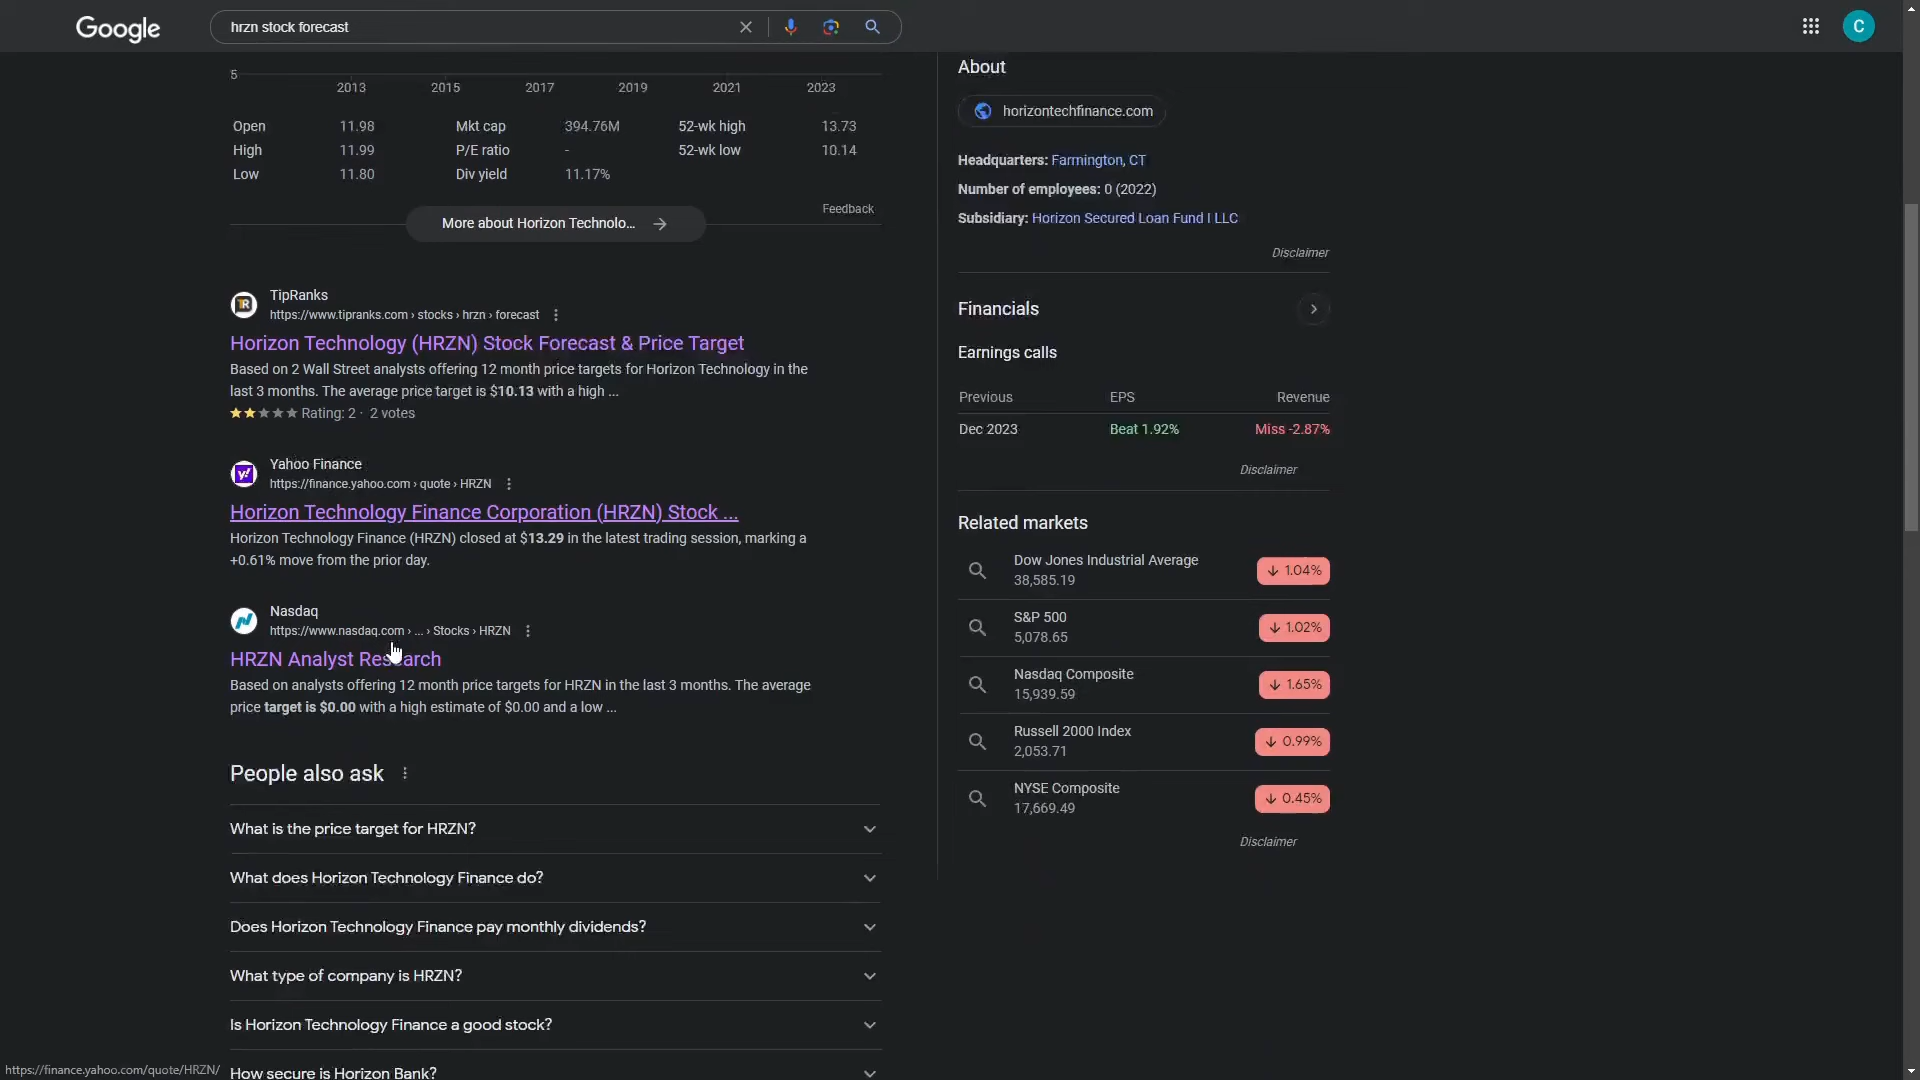 Google
hrzn stock forecast
C
5
2013 2015 2017 2019 2021 2023
Open 11.98 Mkt cap 394.76M 52-wk high 13.73
High 11.99 P/E ratio - 52-wk low 10.14
Low 11.80 Div yield 11.17%
Feedback
More about Horizon Technolo...
TipRanks
https://www.tipranks.com › stocks › hrzn › forecast
Horizon Technology (HRZN) Stock Forecast & Price Target
Based on 2 Wall Street analysts offering 12 month price targets for Horizon Technology in the
last 3 months. The average price target is $10.13 with a high ...
Rating: 2 · 2 votes
Yahoo Finance
https://finance.yahoo.com › quote › HRZN
Horizon Technology Finance Corporation (HRZN) Stock ...
Horizon Technology Finance (HRZN) closed at $13.29 in the latest trading session, marking a
+0.61% move from the prior day.
Nasdaq
https://www.nasdaq.com › ... › Stocks › HRZN
HRZN Analyst Research
Based on analysts offering 12 month price targets for HRZN in the last 3 months. The average
price target is $0.00 with a high estimate of $0.00 and a low ...
People also ask
What is the price target for HRZN?
What does Horizon Technology Finance do?
Does Horizon Technology Finance pay monthly dividends?
What type of company is HRZN?
Is Horizon Technology Finance a good stock?
How secure is Horizon Bank?
https://finance.yahoo.com/quote/HRZN/
About
horizontechfinance.com
Headquarters: Farmington, CT
Number of employees: 0 (2022)
Subsidiary: Horizon Secured Loan Fund I LLC
Disclaimer
Financials
Earnings calls
Previous EPS Revenue
Dec 2023 Beat 1.92% Miss -2.87%
Disclaimer
Related markets
Dow Jones Industrial Average
38,585.19
↓ 1.04%
S&P 500
5,078.65
↓ 1.02%
Nasdaq Composite
15,939.59
↓ 1.65%
Russell 2000 Index
2,053.71
↓ 0.99%
NYSE Composite
17,669.49
↓ 0.45%
Disclaimer